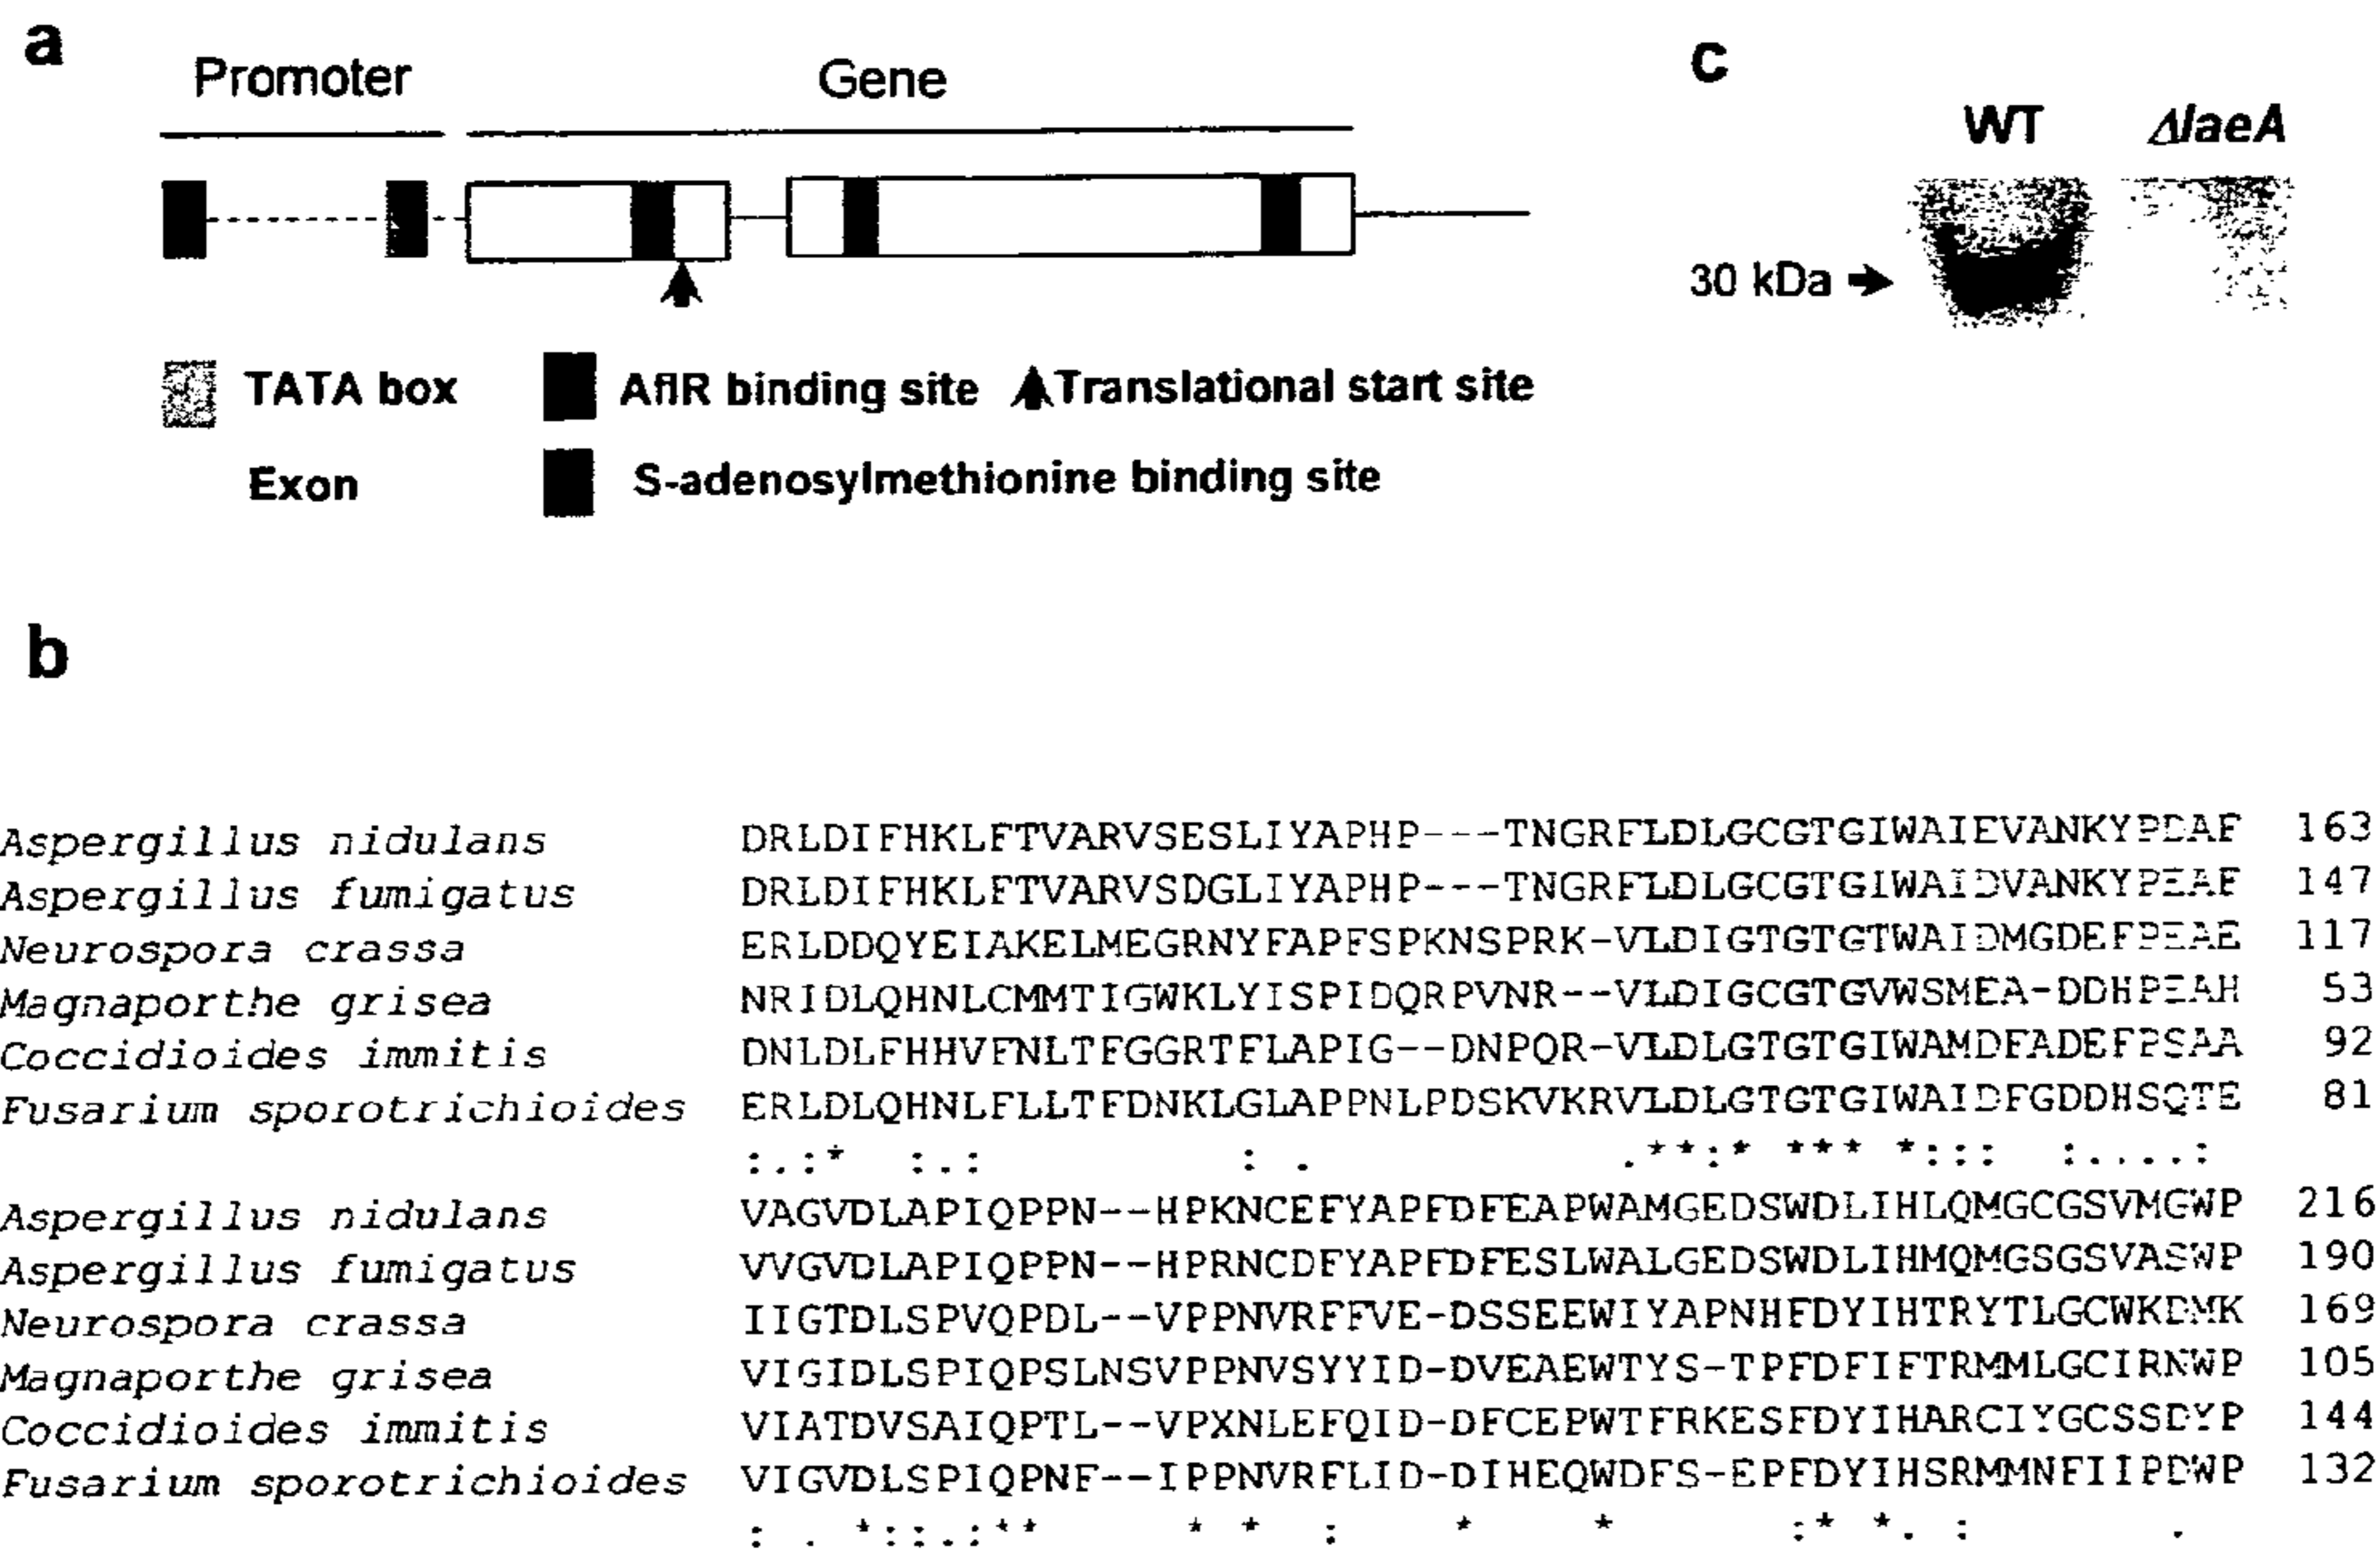 a
Promoter Gene
TATA box AflR binding site Translational start site
Exon S-adenosylmethionine binding site
c
WT ΔlaeA
30 kDa
b
Aspergillus nidulans DRLDIFHKLFTVARVSESLIYAPHP---TNGRFLDLGCGTGIWAIEVANKYPDAF 163
Aspergillus fumigatus DRLDIFHKLFTVARVSDGLIYAPHP---TNGRFLDLGCGTGIWAIDVANKYPEAF 147
Neurospora crassa ERLDDQYEIAKELMEGRNYFAPFSPKNSPRK-VLDIGTGTGTWAIDMGDEFPEAE 117
Magnaporthe grisea NRIDLQHNLCMMTIGWKLYISPIDQRPVNR--VLDIGCGTGVWSMEA-DDHPEAH 53
Coccidioides immitis DNLDLFHHVFNLTFGGRTFLAPIG--DNPQR-VLDLGTGTGIWAMDFADEFPSAA 92
Fusarium sporotrichioides ERLDLQHNLFLLTFDNKLGLAPPNLPDSKVKRVLDLGTGTGIWAIDFGDDHSQTE 81
:.:* :.: : . .**:* *** *::: :....:
Aspergillus nidulans VAGVDLAPIQPPN--HPKNCEFYAPFDFEAPWAMGEDSWDLIHLQMGCGSVMGWP 216
Aspergillus fumigatus VVGVDLAPIQPPN--HPRNCDFYAPFDFESLWALGEDSWDLIHMQMGSGSVASWP 190
Neurospora crassa IIGTDLSPVQPDL--VPPNVRFFVE-DSSEEWIYAPNHFDYIHTRYTLGCWKDMK 169
Magnaporthe grisea VIGIDLSPIQPSLNSVPPNVSYYID-DVEAEWTYS-TPFDFIFTRMMLGCIRNWP 105
Coccidioides immitis VIATDVSAIQPTL--VPXNLEFQID-DFCEPWTFRKESFDYIHARCIYGCSSDYP 144
Fusarium sporotrichioides VIGVDLSPIQPNF--IPPNVRFLID-DIHEQWDFS-EPFDYIHSRMMNFIIPDWP 132
: . *::.:** * * : * * :* *. : .